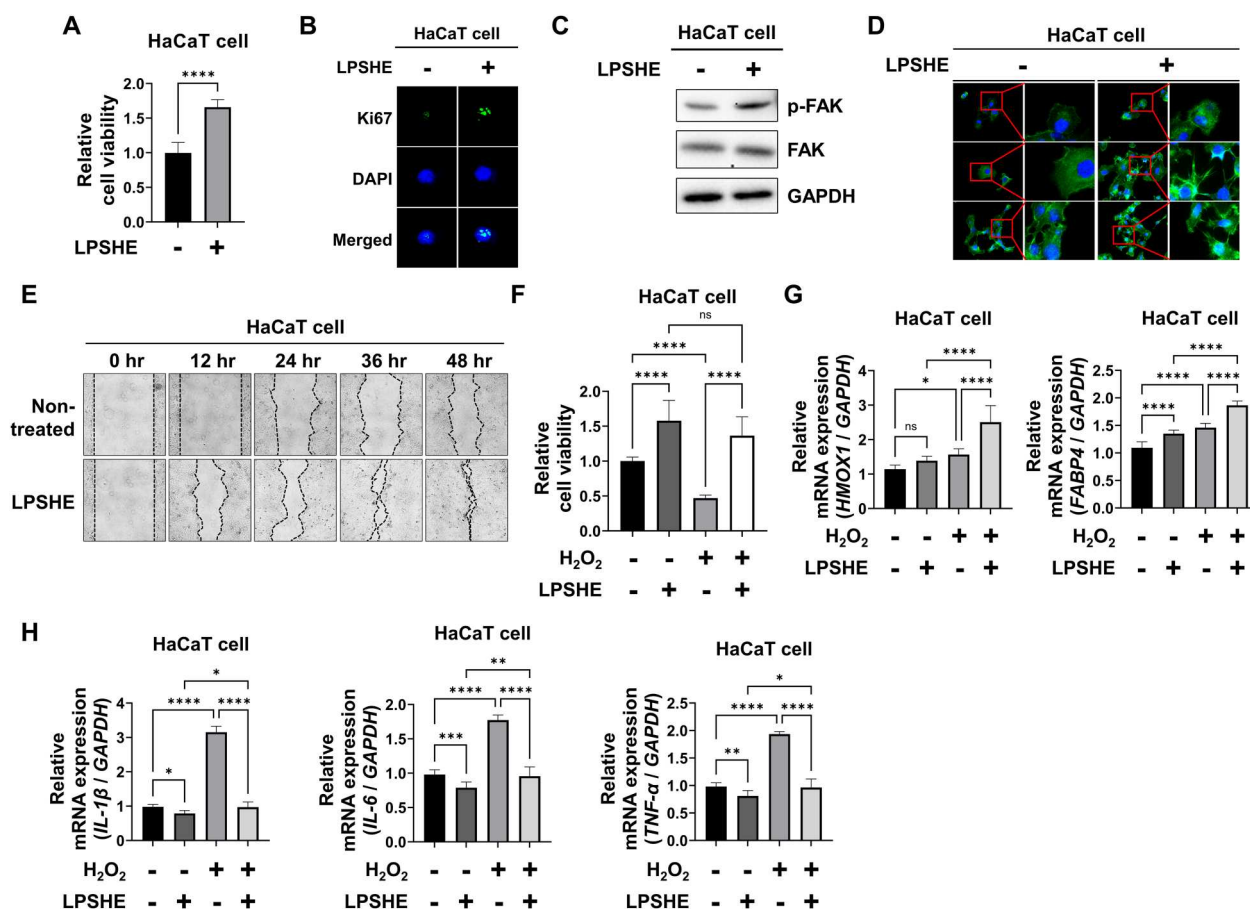 A
HaCaT cell
****
Relative
cell viability
2.0
1.5
1.0
0.5
0.0
LPSHE - +
B
HaCaT cell
LPSHE - +
Ki67
DAPI
Merged
C
HaCaT cell
LPSHE - +
p-FAK
FAK
GAPDH
D
HaCaT cell
LPSHE - +
E
HaCaT cell
0 hr 12 hr 24 hr 36 hr 48 hr
Non-
treated
LPSHE
F
HaCaT cell
ns
****
**** ****
Relative
cell viability
2.0
1.5
1.0
0.5
0.0
H₂O₂ - - + +
LPSHE - + - +
G
HaCaT cell
****
* ****
ns
Relative
mRNA expression
(HMOX1 / GAPDH)
4
3
2
1
0
H₂O₂ - - + +
LPSHE - + - +
HaCaT cell
****
**** ****
****
Relative
mRNA expression
(FABP4 / GAPDH)
2.0
1.5
1.0
0.5
0.0
- - + +
- + - +
H
HaCaT cell
*
**** ****
*
Relative
mRNA expression
(IL-1β / GAPDH)
4
3
2
1
0
H₂O₂ - - + +
LPSHE - + - +
HaCaT cell
**
**** ****
***
Relative
mRNA expression
(IL-6 / GAPDH)
2.0
1.5
1.0
0.5
0.0
- - + +
- + - +
HaCaT cell
*
**** ****
**
Relative
mRNA expression
(TNF-α / GAPDH)
2.5
2.0
1.5
1.0
0.5
0.0
H₂O₂ - - + +
LPSHE - + - +